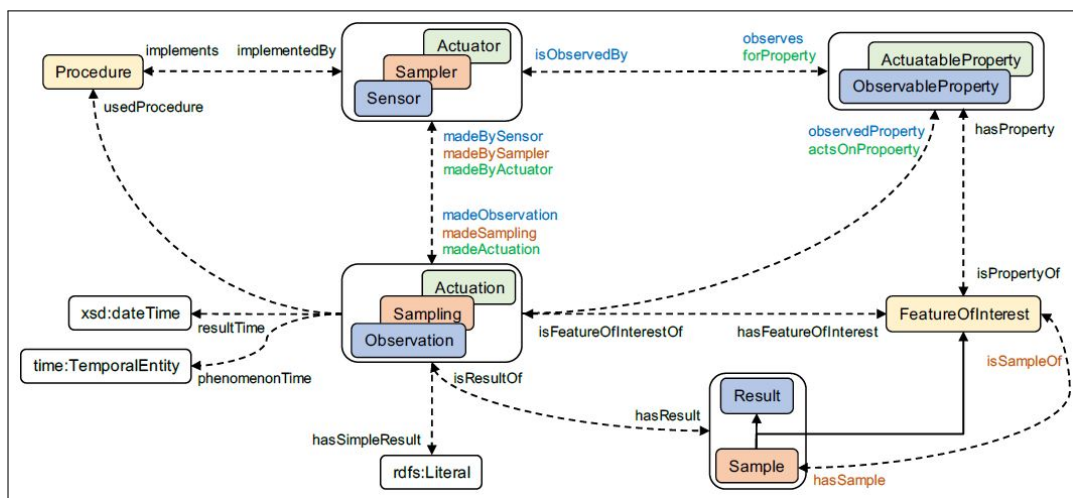 implements
implementedBy
Procedure
Actuator
Sampler
Sensor
isObservedBy
observes
forProperty
ActuatableProperty
ObservableProperty
usedProcedure
madeBySensor
madeBySampler
madeByActuator
observedProperty
actsOnPropoerty
hasProperty
madeObservation
madeSampling
madeActuation
isPropertyOf
Actuation
Sampling
Observation
xsd:dateTime
resultTime
isFeatureOfInterestOf
hasFeatureOfInterest
FeatureOfInterest
time:TemporalEntity
phenomenonTime
isResultOf
isSampleOf
Result
hasResult
hasSimpleResult
rdfs:Literal
Sample
hasSample